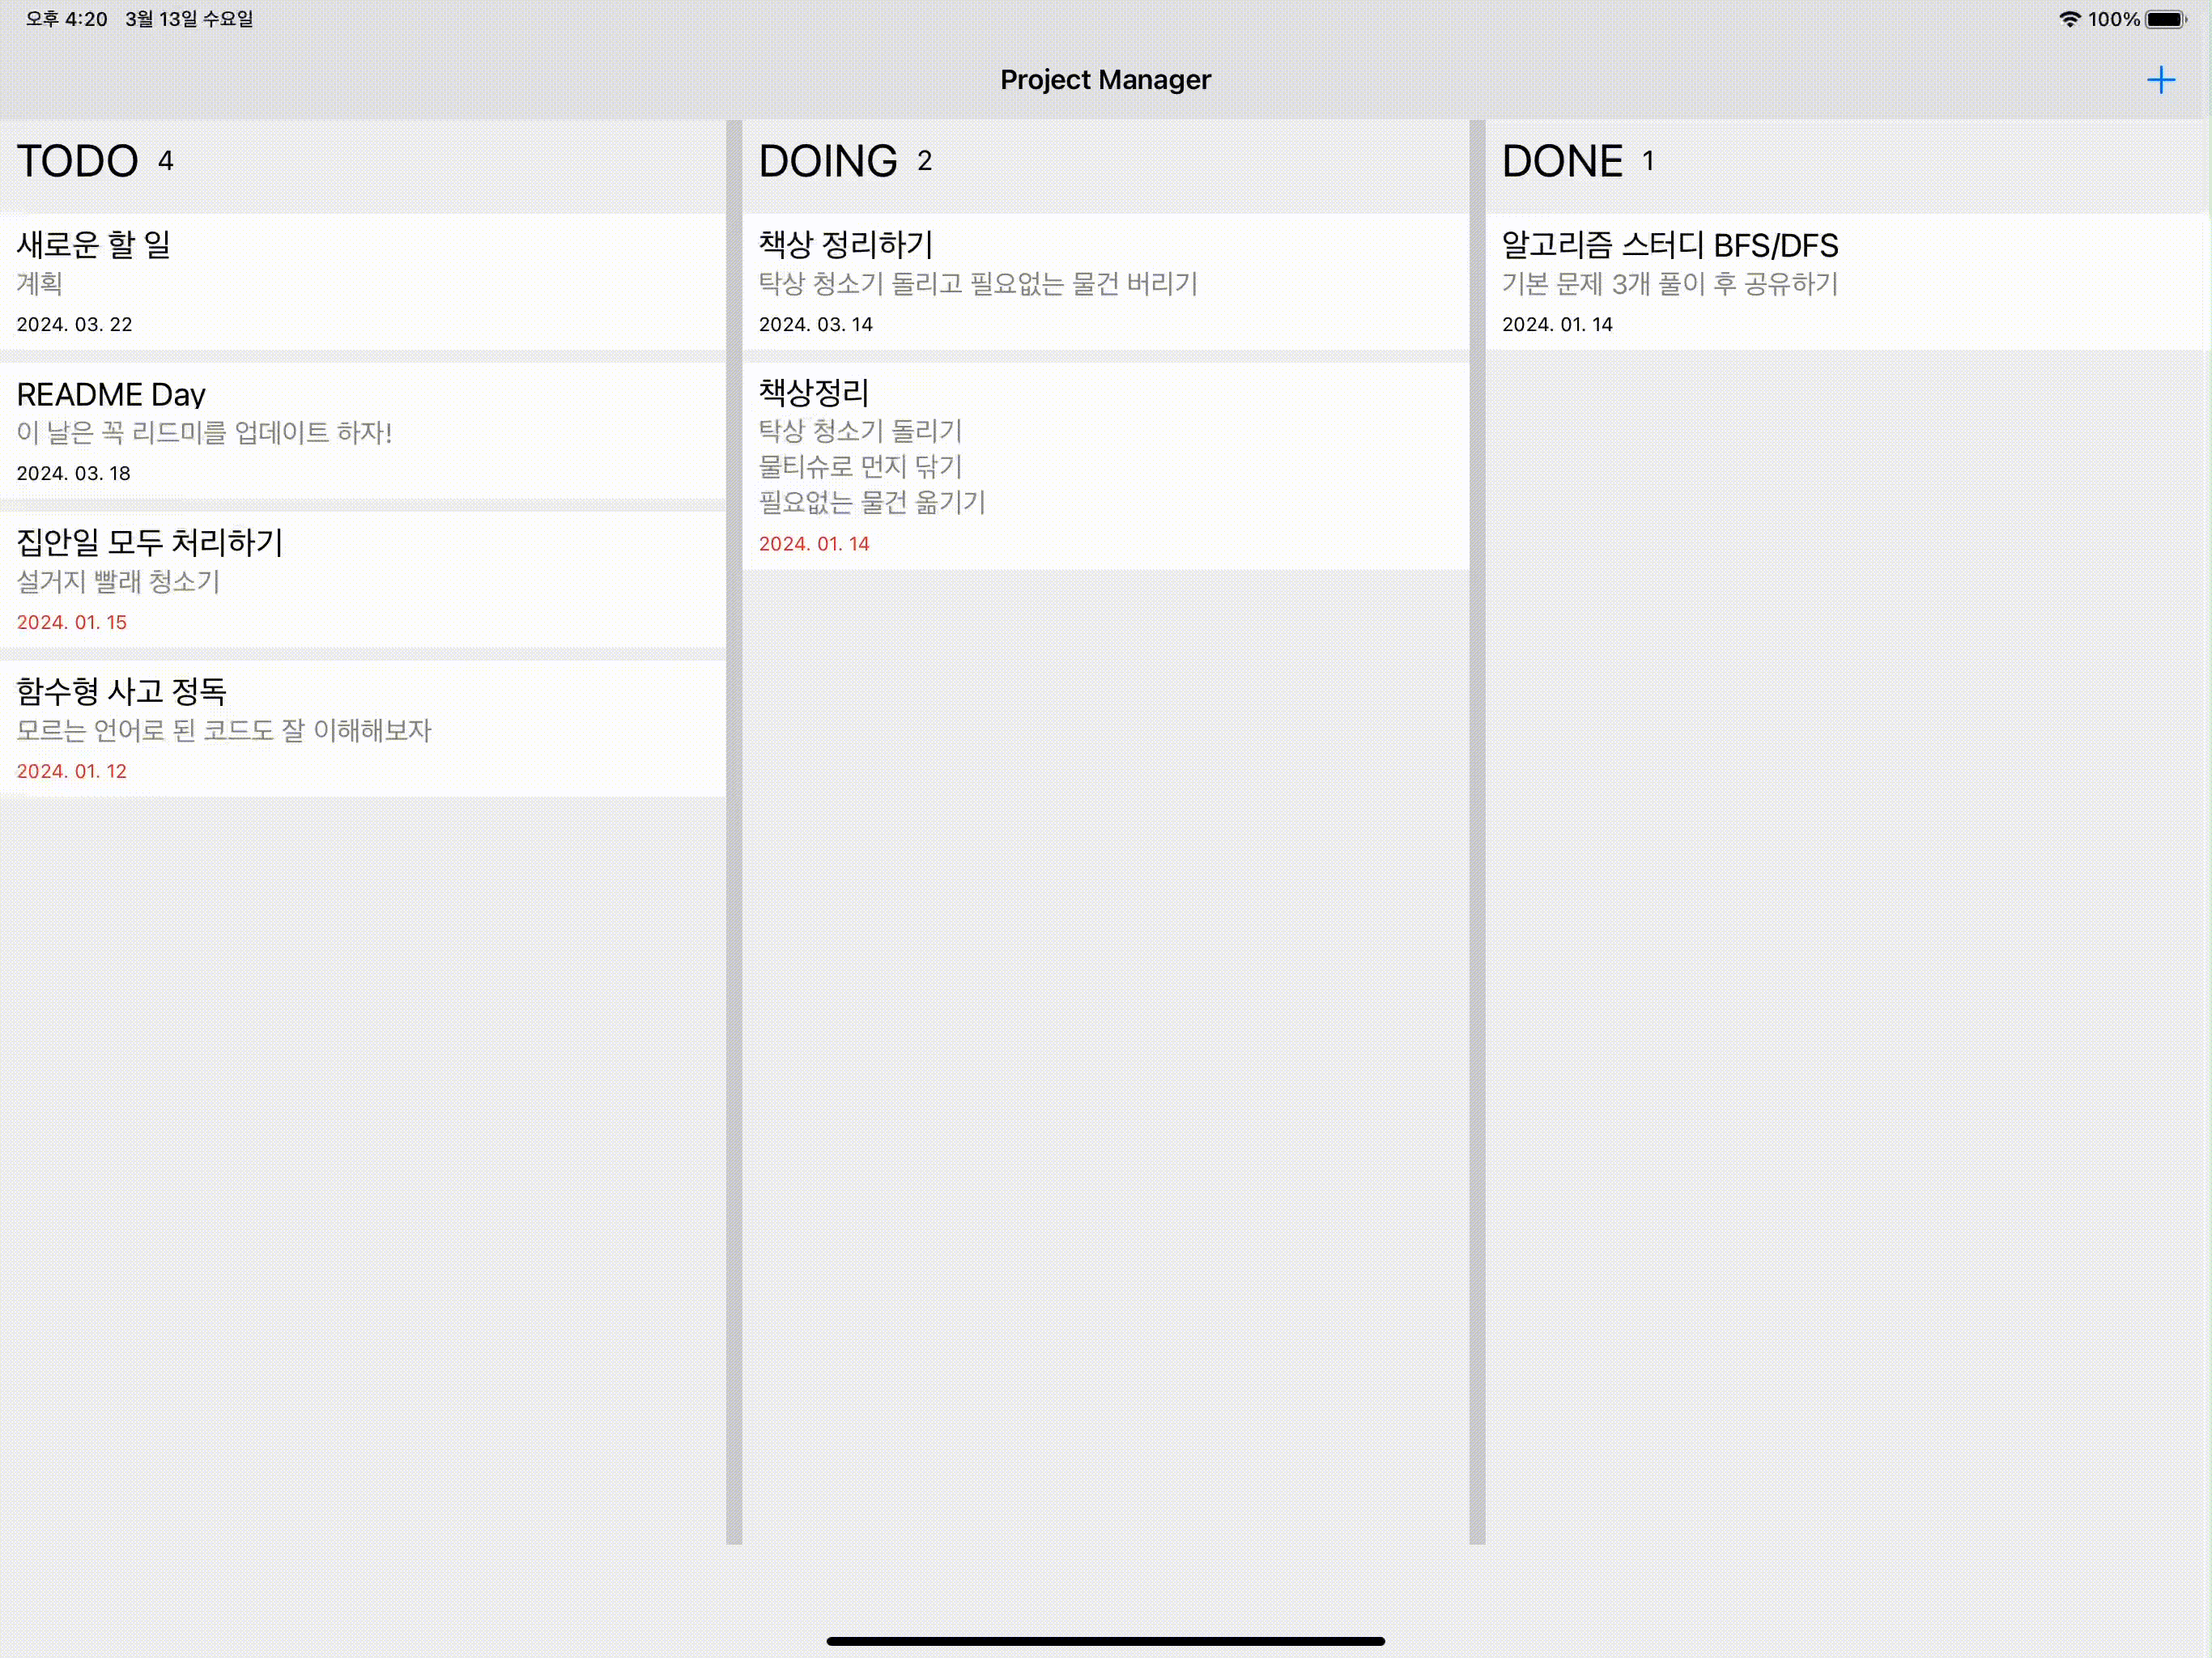 오후 4:20 3월 13일 수요일
100%
Project Manager
TODO 4
새로운 할 일
계획
2024. 03. 22
README Day
이 날은 꼭 리드미를 업데이트 하자!
2024. 03. 18
집안일 모두 처리하기
설거지 빨래 청소기
2024. 01. 15
함수형 사고 정독
모르는 언어로 된 코드도 잘 이해해보자
2024. 01. 12
DOING 2
책상 정리하기
탁상 청소기 돌리고 필요없는 물건 버리기
2024. 03. 14
책상정리
탁상 청소기 돌리기
물티슈로 먼지 닦기
필요없는 물건 옮기기
2024. 01. 14
DONE 1
알고리즘 스터디 BFS/DFS
기본 문제 3개 풀이 후 공유하기
2024. 01. 14